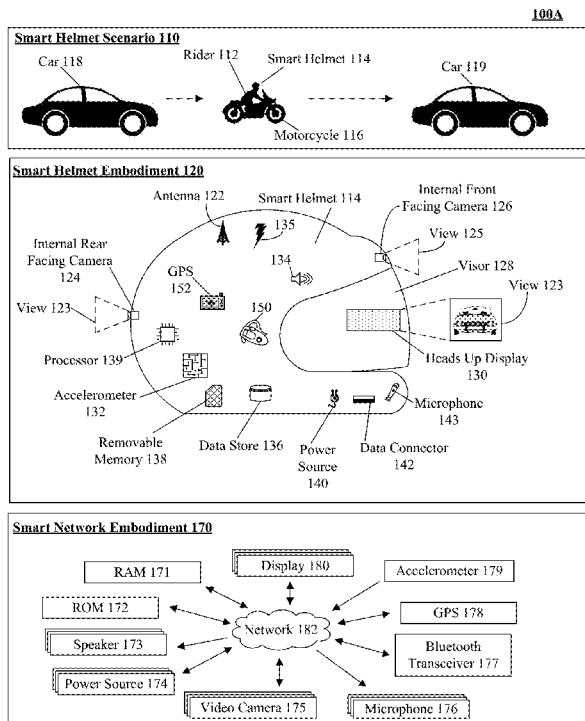 100A
Smart Helmet Scenario 110
Rider 112
Smart Helmet 114
Car 118
Car 119
Motorcycle 116
Smart Helmet Embodiment 120
Antenna 122
Smart Helmet 114
Internal Front
Facing Camera
126
135
View 125
Internal Rear
Facing Camera
124
134
GPS
152
Visor 128
View 123
150
View 123
Processor 139
Heads Up Display
130
Accelerometer
132
Microphone
143
Removable
Memory 138
Data Store 136
Power
Source
140
Data Connector
142
Smart Network Embodiment 170
Display 180
RAM 171
Accelerometer 179
ROM 172
GPS 178
Network 182
Speaker 173
Bluetooth
Transceiver 177
Power Source 174
Video Camera 175
Microphone 176